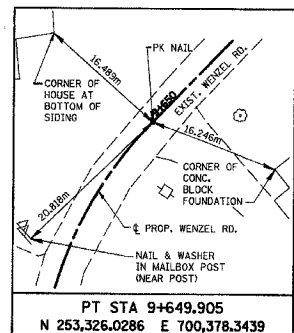 PK NAIL
16.489m
CORNER OF
HOUSE AT
BOTTOM OF
SIDING
9+650
EXIST. WENZEL RD.
16.246m
CORNER OF
CONC.
BLOCK
FOUNDATION
20.818m
℄ PROP. WENZEL RD.
NAIL & WASHER
IN MAILBOX POST
(NEAR POST)
PT STA 9+649.905
N 253,326.0286 E 700,378.3439